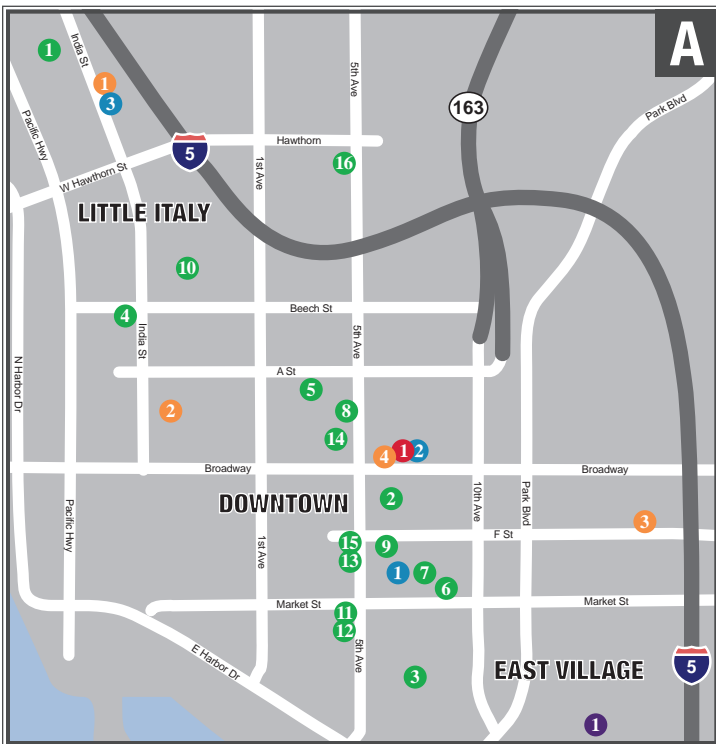 A
1
India St
5th Ave
1
3
163
Park Blvd
Pacific Hwy
5
Hawthorn
1st Ave
16
W Hawthorn St
LITTLE ITALY
10
Beech St
4
India St
5th Ave
N Harbor Dr
A St
5
2
8
14
4
1
2
Broadway
Broadway
DOWNTOWN
2
10th Ave
Park Blvd
Pacific Hwy
3
1st Ave
15
9
F St
13
1
7
6
Market St
Market St
11
12
E Harbor Dr
5th Ave
3
EAST VILLAGE
5
1